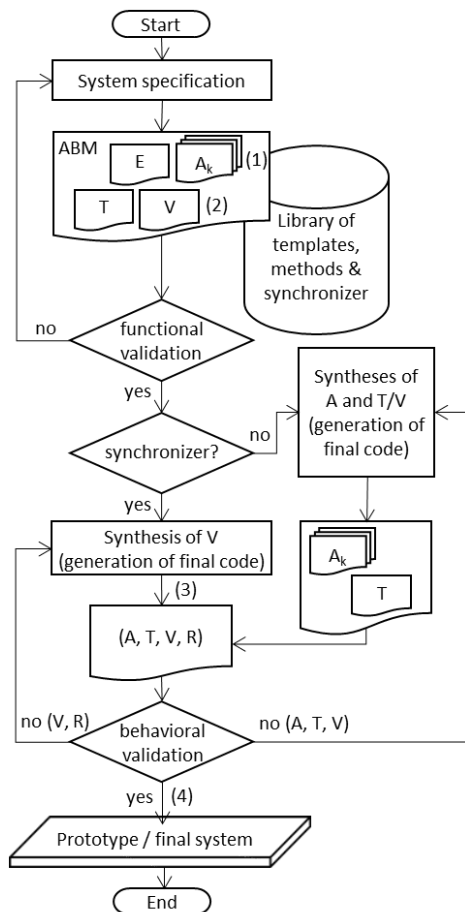 Start
System specification
ABM
E
Ak
(1)
T
V
(2)
Library of
templates,
methods &
synchronizer
no
functional
validation
yes
Syntheses of
A and T/V
(generation of
final code)
synchronizer?
no
yes
Synthesis of V
(generation of final code)
Ak
T
(3)
(A, T, V, R)
no (V, R)
behavioral
validation
no (A, T, V)
yes
(4)
Prototype / final system
End